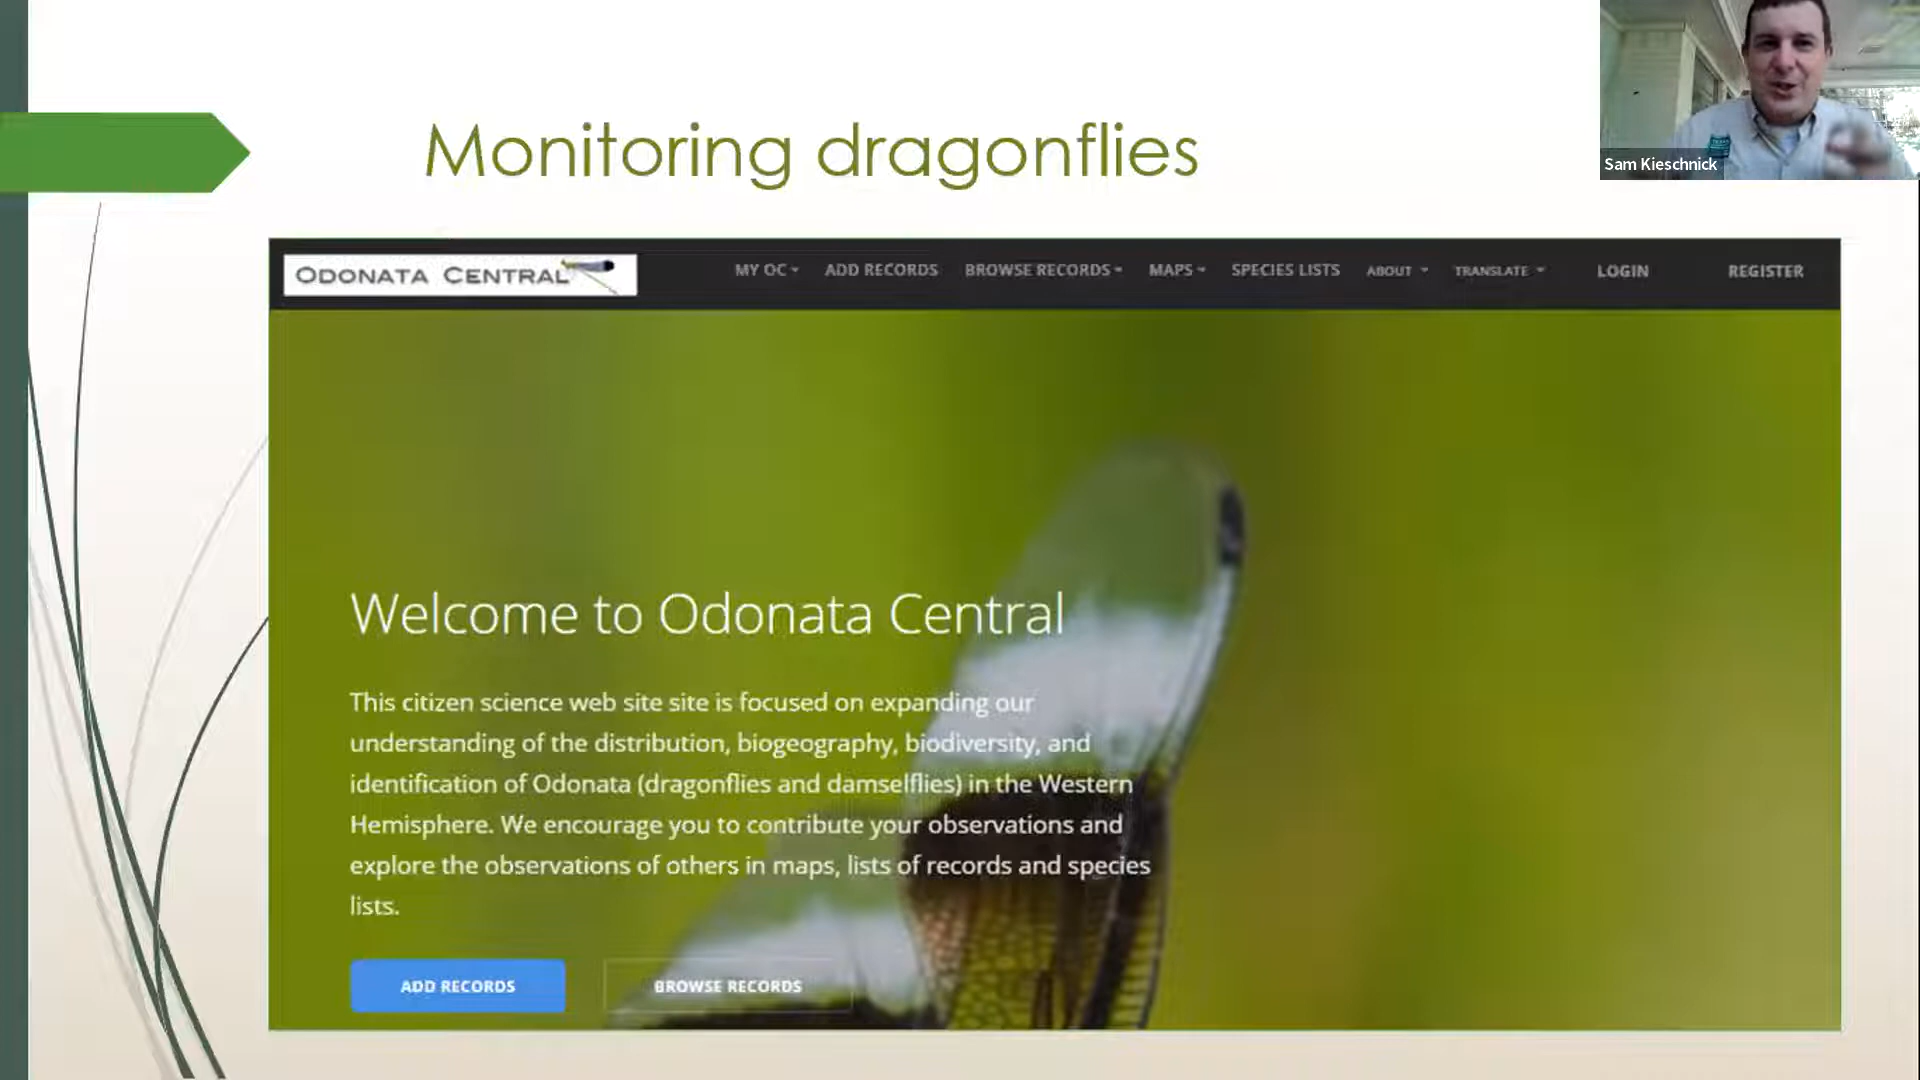 Monitoring dragonflies
Sam Kieschnick
ODONATA CENTRAL
MY OC
ADD RECORDS
BROWSE RECORDS
MAPS
SPECIES LISTS
ABOUT
TRANSLATE
LOGIN
REGISTER
Welcome to Odonata Central
This citizen science web site site is focused on expanding our
understanding of the distribution, biogeography, biodiversity, and
identification of Odonata (dragonflies and damselflies) in the Western
Hemisphere. We encourage you to contribute your observations and
explore the observations of others in maps, lists of records and species
lists.
ADD RECORDS
BROWSE RECORDS